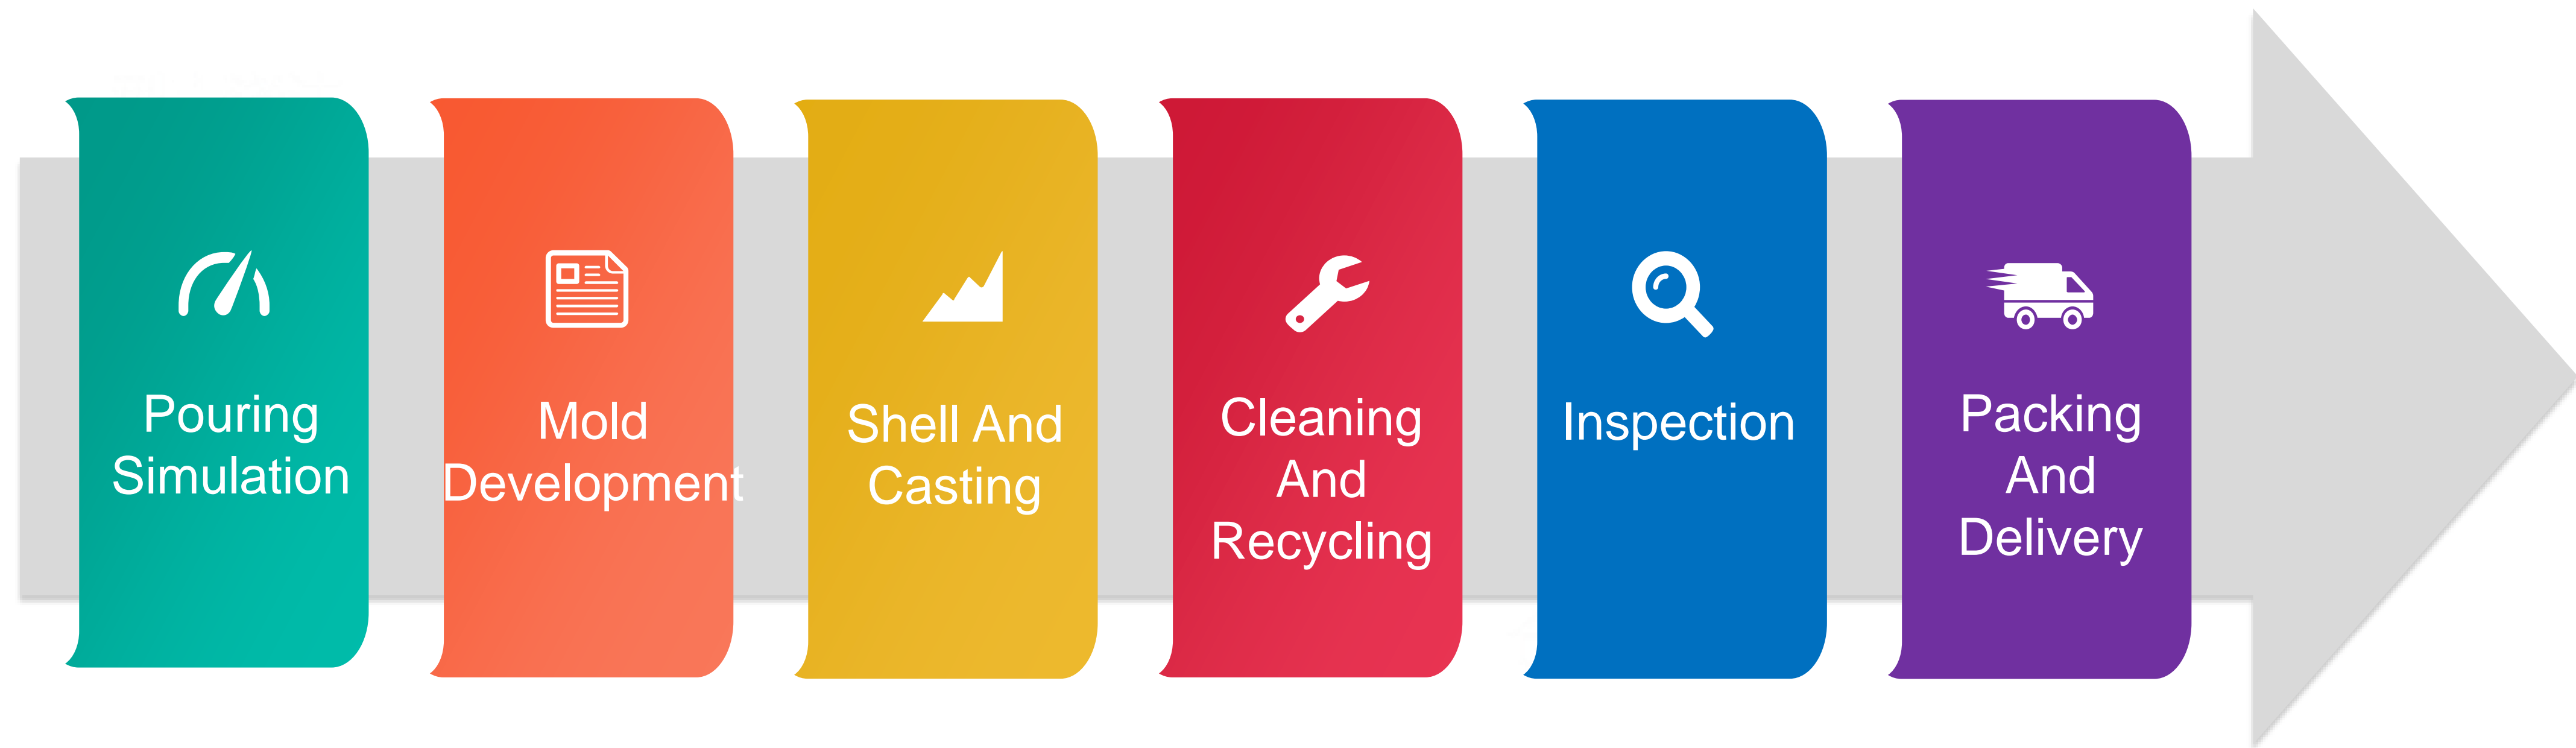 Pouring
Simulation
Mold
Development
Shell And
Casting
Cleaning
And
Recycling
Inspection
Packing
And
Delivery